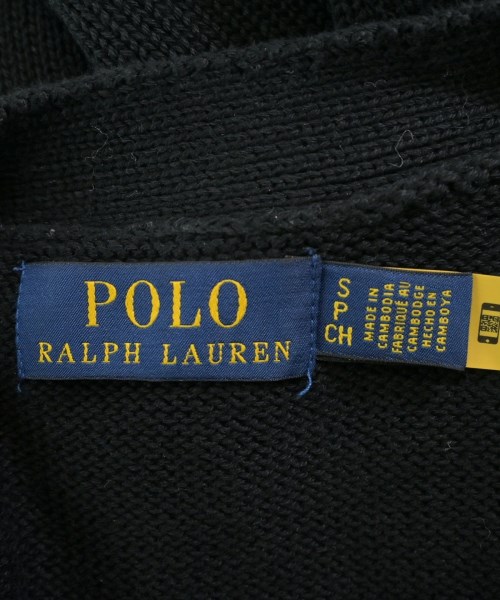 POLO
RALPH LAUREN
S
P
CH
MADE IN
CAMBODIA
FABRIQUÉ AU
CAMBODGE
HECHO EN
CAMBOYA